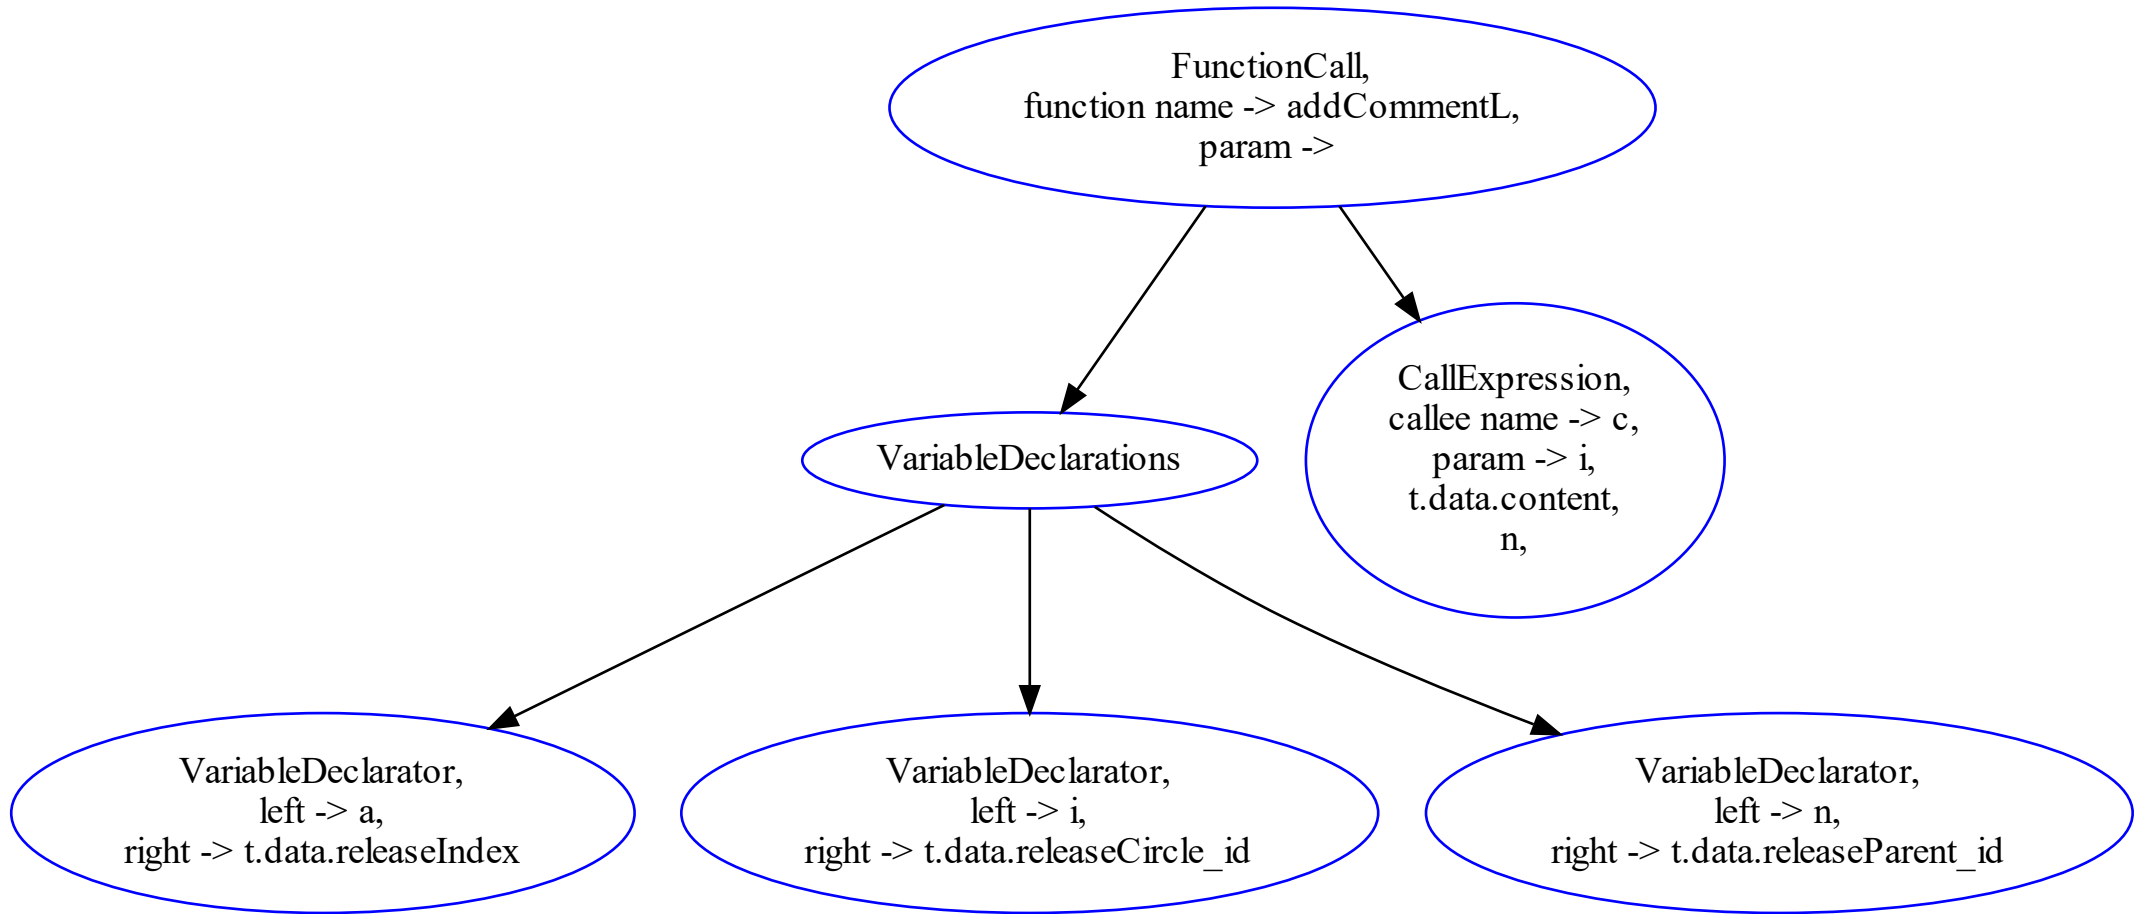 FunctionCall,
function name -> addCommentL,
param ->
VariableDeclarations
CallExpression,
callee name -> c,
param -> i,
t.data.content,
n,
VariableDeclarator,
left -> a,
right -> t.data.releaseIndex
VariableDeclarator,
left -> i,
right -> t.data.releaseCircle_id
VariableDeclarator,
left -> n,
right -> t.data.releaseParent_id